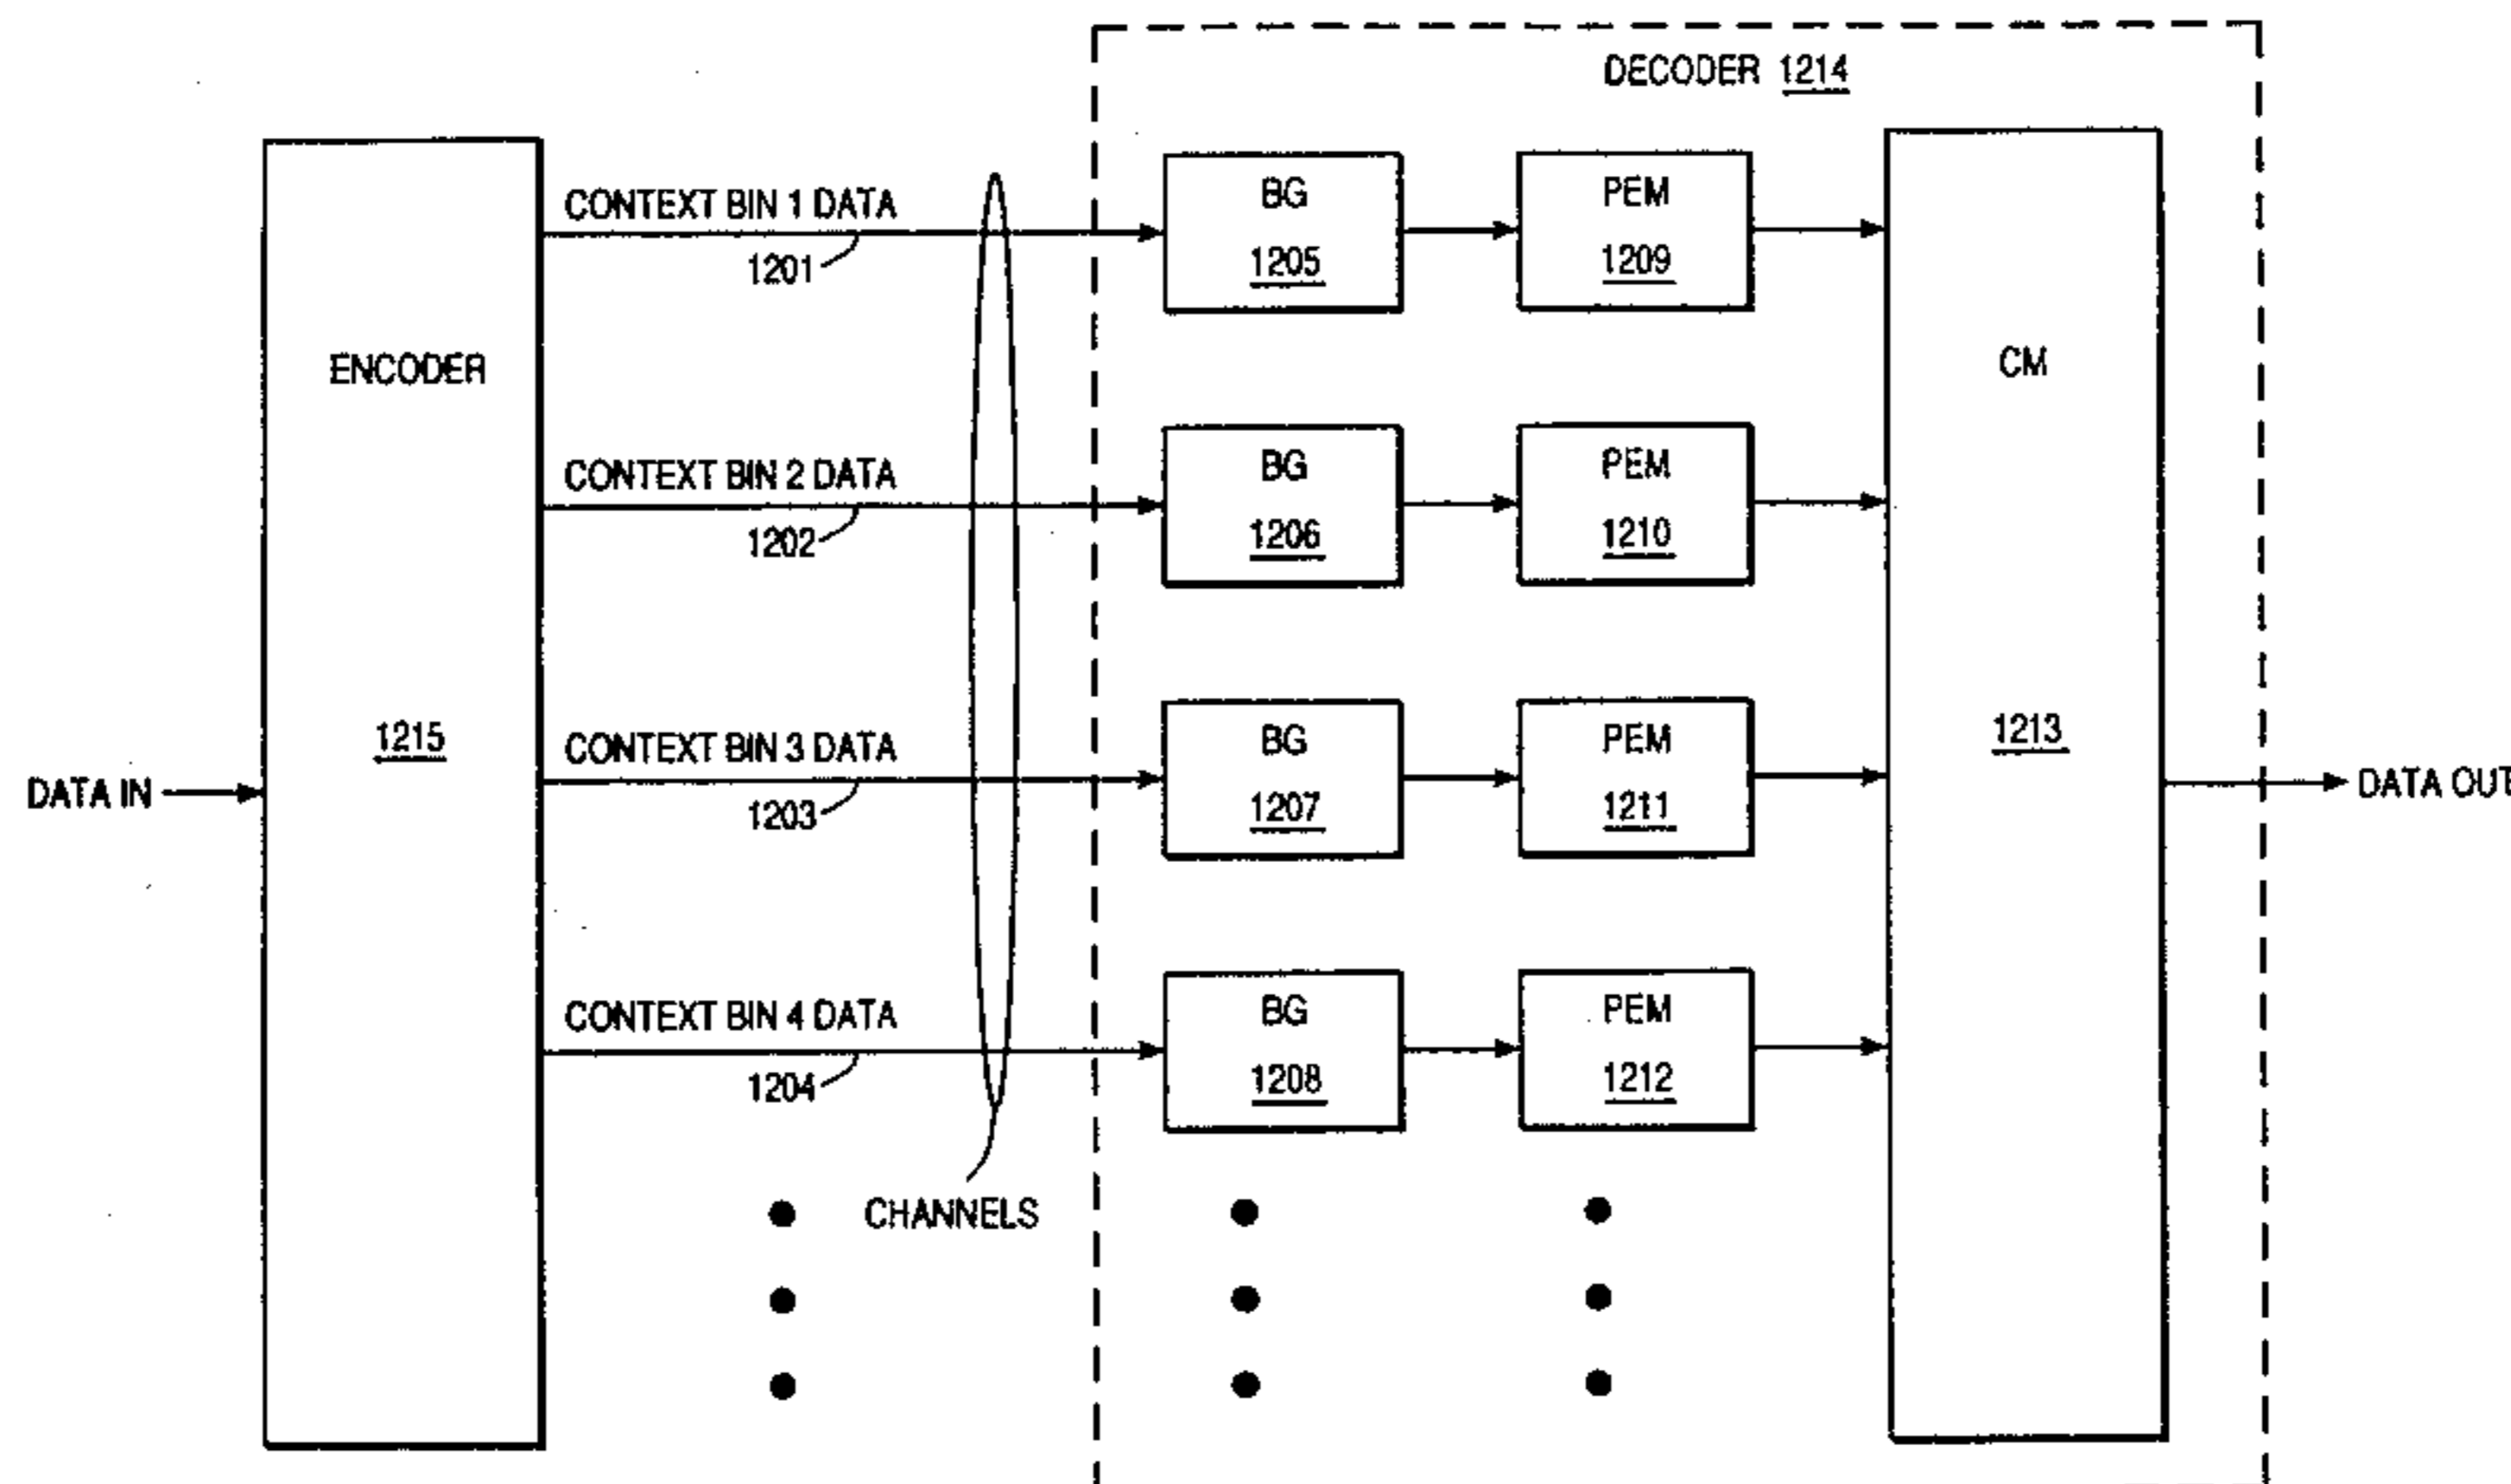 DECODER 1214
ENCODER
1215
DATA IN
CONTEXT BIN 1 DATA
1201
CONTEXT BIN 2 DATA
1202
CONTEXT BIN 3 DATA
1203
CONTEXT BIN 4 DATA
1204
CHANNELS
BG
1205
PEM
1209
BG
1206
PEM
1210
BG
1207
PEM
1211
BG
1208
PEM
1212
CM
1213
DATA OUT